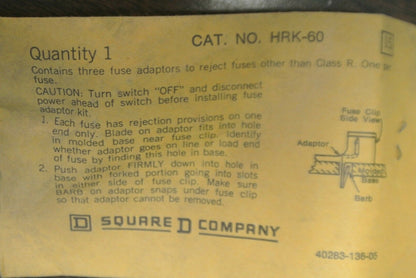 CAT. NO. HRK-60
Quantity 1
Contains three fuse adaptors to reject fuses other than Class R. One per
fuse.
CAUTION: Turn switch "OFF" and disconnect
power ahead of switch before installing fuse
adaptor kit.
1. Each fuse has rejection provisions on one
end only. Blade on adaptor fits into hole
in molded base near fuse clip. Identify
whether adaptor goes on line or load end
of fuse by finding this hole in base.
2. Push adaptor FIRMLY down into hole in
base with forked portion going into slots
in either side of fuse clip. Make sure
BARB on adaptor snaps under fuse clip
so that adaptor cannot be removed.
Fuse Clip
Side View
Adaptor
Molded
Base
Barb
D SQUARE D COMPANY
40283-136-05